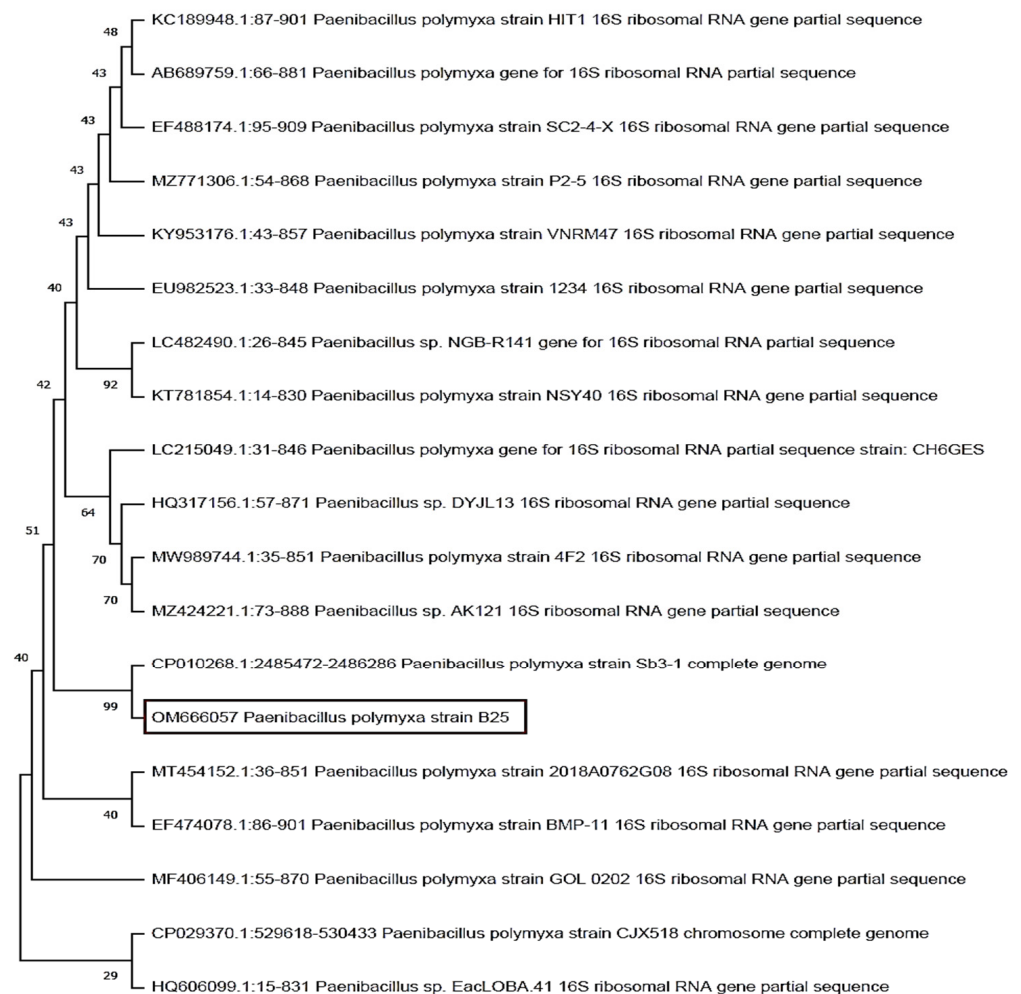 KC189948.1:87-901 Paenibacillus polymyxa strain HIT1 16S ribosomal RNA gene partial sequence
48
AB689759.1:66-881 Paenibacillus polymyxa gene for 16S ribosomal RNA partial sequence
43
EF488174.1:95-909 Paenibacillus polymyxa strain SC2-4-X 16S ribosomal RNA gene partial sequence
43
MZ771306.1:54-868 Paenibacillus polymyxa strain P2-5 16S ribosomal RNA gene partial sequence
43
KY953176.1:43-857 Paenibacillus polymyxa strain VNRM47 16S ribosomal RNA gene partial sequence
43
EU982523.1:33-848 Paenibacillus polymyxa strain 1234 16S ribosomal RNA gene partial sequence
40
LC482490.1:26-845 Paenibacillus sp. NGB-R141 gene for 16S ribosomal RNA partial sequence
92
KT781854.1:14-830 Paenibacillus polymyxa strain NSY40 16S ribosomal RNA gene partial sequence
42
LC215049.1:31-846 Paenibacillus polymyxa gene for 16S ribosomal RNA partial sequence strain: CH6GES
64
HQ317156.1:57-871 Paenibacillus sp. DYJL13 16S ribosomal RNA gene partial sequence
51
70
MW989744.1:35-851 Paenibacillus polymyxa strain 4F2 16S ribosomal RNA gene partial sequence
70
MZ424221.1:73-888 Paenibacillus sp. AK121 16S ribosomal RNA gene partial sequence
40
CP010268.1:2485472-2486286 Paenibacillus polymyxa strain Sb3-1 complete genome
99
OM666057 Paenibacillus polymyxa strain B25
MT454152.1:36-851 Paenibacillus polymyxa strain 2018A0762G08 16S ribosomal RNA gene partial sequence
40
EF474078.1:86-901 Paenibacillus polymyxa strain BMP-11 16S ribosomal RNA gene partial sequence
MF406149.1:55-870 Paenibacillus polymyxa strain GOL 0202 16S ribosomal RNA gene partial sequence
CP029370.1:529618-530433 Paenibacillus polymyxa strain CJX518 chromosome complete genome
29
HQ606099.1:15-831 Paenibacillus sp. EacLOBA.41 16S ribosomal RNA gene partial sequence